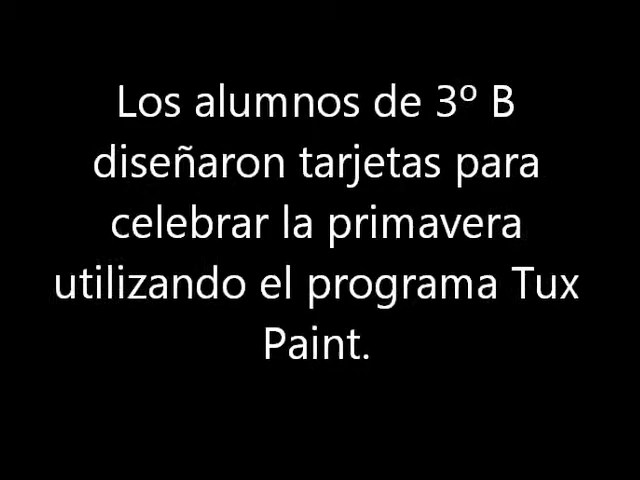 Los alumnos de 3º B
diseñaron tarjetas para
celebrar la primavera
utilizando el programa Tux
Paint.